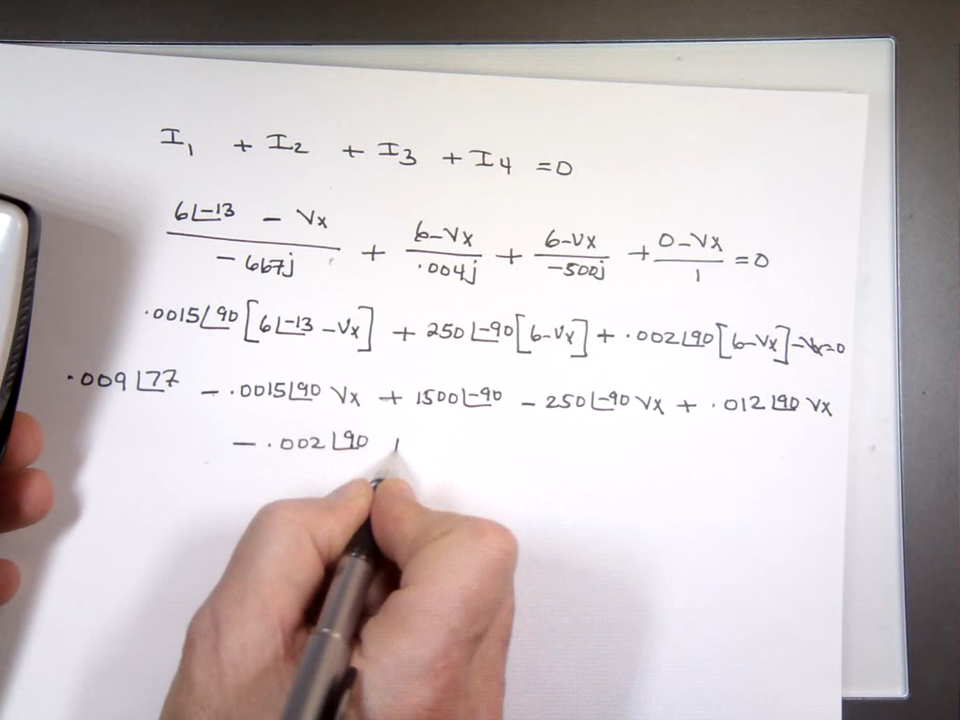 I1 + I2 + I3 + I4 = 0
6∠-13 - Vx / -667j + 6-Vx / .004j + 6-Vx / -500j + 0-Vx / 1 = 0
.0015∠90 [6∠-13 - Vx] + 250∠-90 [6-Vx] + .002∠90 [6-Vx] - Vx = 0
.009∠77 - .0015∠90 Vx + 1500∠-90 - 250∠-90 Vx + .012∠90 Vx
- .002∠90